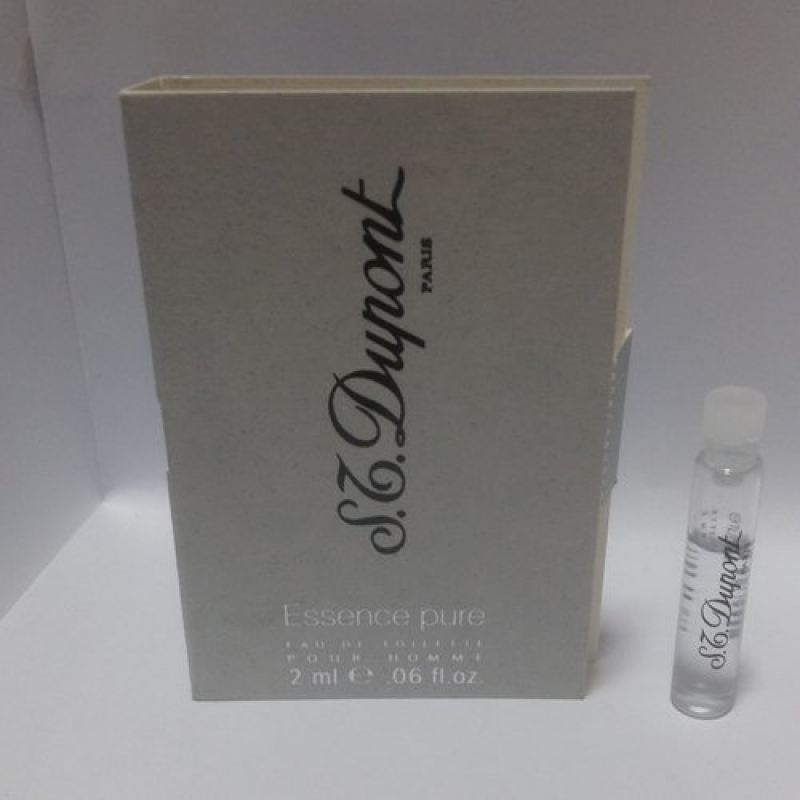 S.T. Dupont
PARIS
Essence pure
EAU DE TOILETTE
POUR HOMME
2 ml e .06 fl.oz.
S.T. Dupont